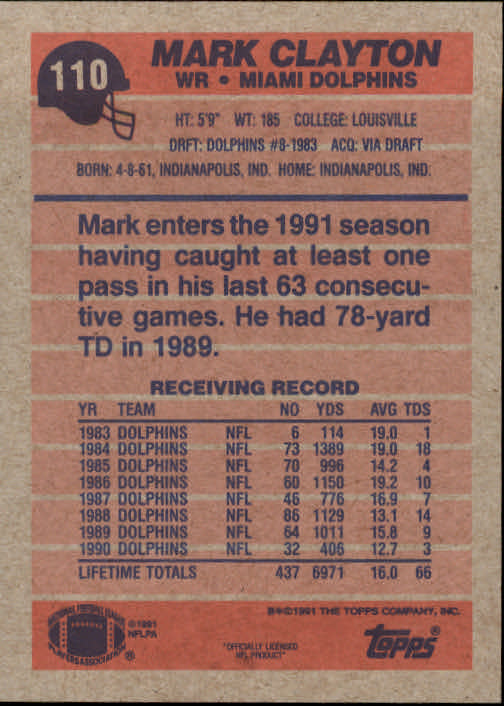 110
MARK CLAYTON
WR • MIAMI DOLPHINS
HT: 5'9" WT: 185 COLLEGE: LOUISVILLE
DRFT: DOLPHINS #8-1983 ACQ: VIA DRAFT
BORN: 4-8-61, INDIANAPOLIS, IND. HOME: INDIANAPOLIS, IND.
Mark enters the 1991 season
having caught at least one
pass in his last 63 consecu-
tive games. He had 78-yard
TD in 1989.
RECEIVING RECORD
YR TEAM NO YDS AVG TDS
1983 DOLPHINS NFL 6 114 19.0 1
1984 DOLPHINS NFL 73 1389 19.0 18
1985 DOLPHINS NFL 70 996 14.2 4
1986 DOLPHINS NFL 60 1150 19.2 10
1987 DOLPHINS NFL 46 776 16.9 7
1988 DOLPHINS NFL 86 1129 13.1 14
1989 DOLPHINS NFL 64 1011 15.8 9
1990 DOLPHINS NFL 32 406 12.7 3
LIFETIME TOTALS 437 6971 16.0 66
NATIONAL FOOTBALL LEAGUE
PLAYERS ASSOCIATION ®
©1991
NFLPA
"OFFICIALLY LICENSED
NFL PRODUCT"
B*©1991 THE TOPPS COMPANY, INC.
Topps®